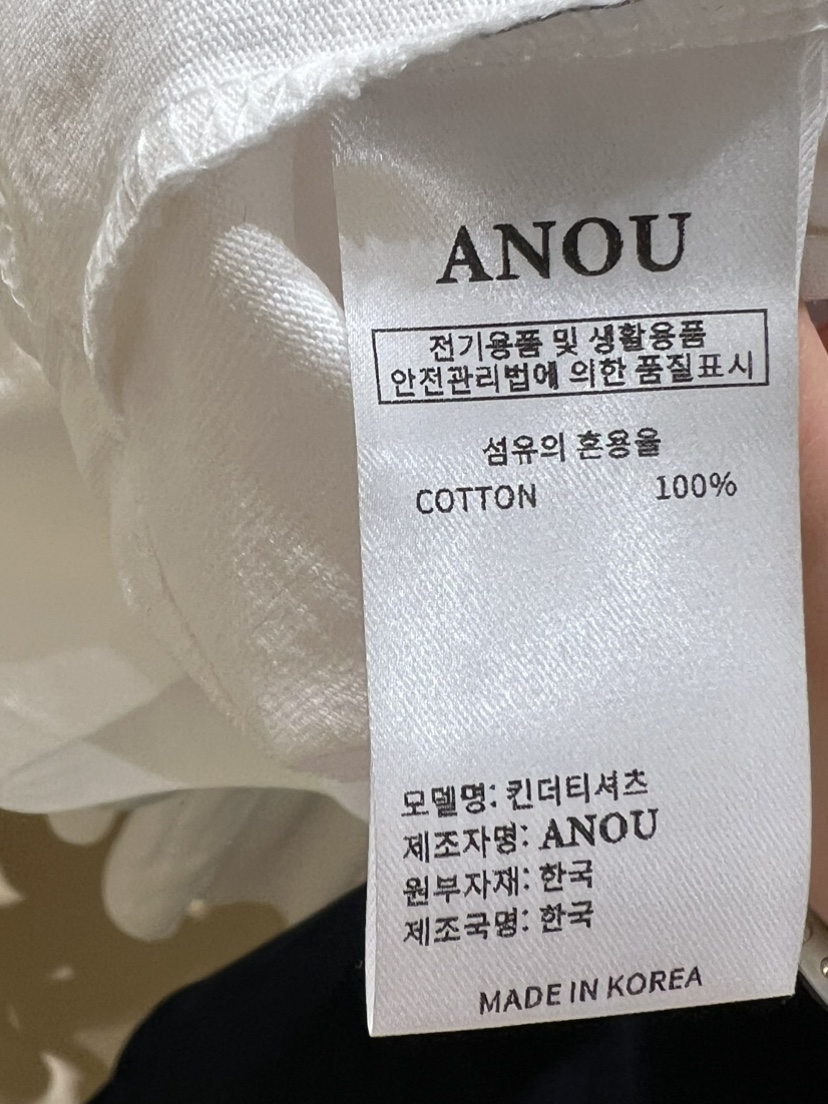 ANOU
전기용품 및 생활용품
안전관리법에 의한 품질표시
섬유의 혼용율
COTTON 100%
모델명: 킨더티셔츠
제조자명: ANOU
원부자재: 한국
제조국명: 한국
MADE IN KOREA